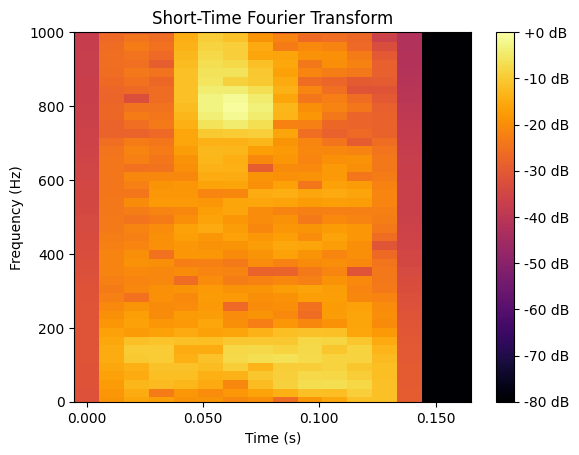 Short-Time Fourier Transform
1000
800
600
400
200
0
Frequency (Hz)
0.000
0.050
0.100
0.150
Time (s)
+0 dB
-10 dB
-20 dB
-30 dB
-40 dB
-50 dB
-60 dB
-70 dB
-80 dB